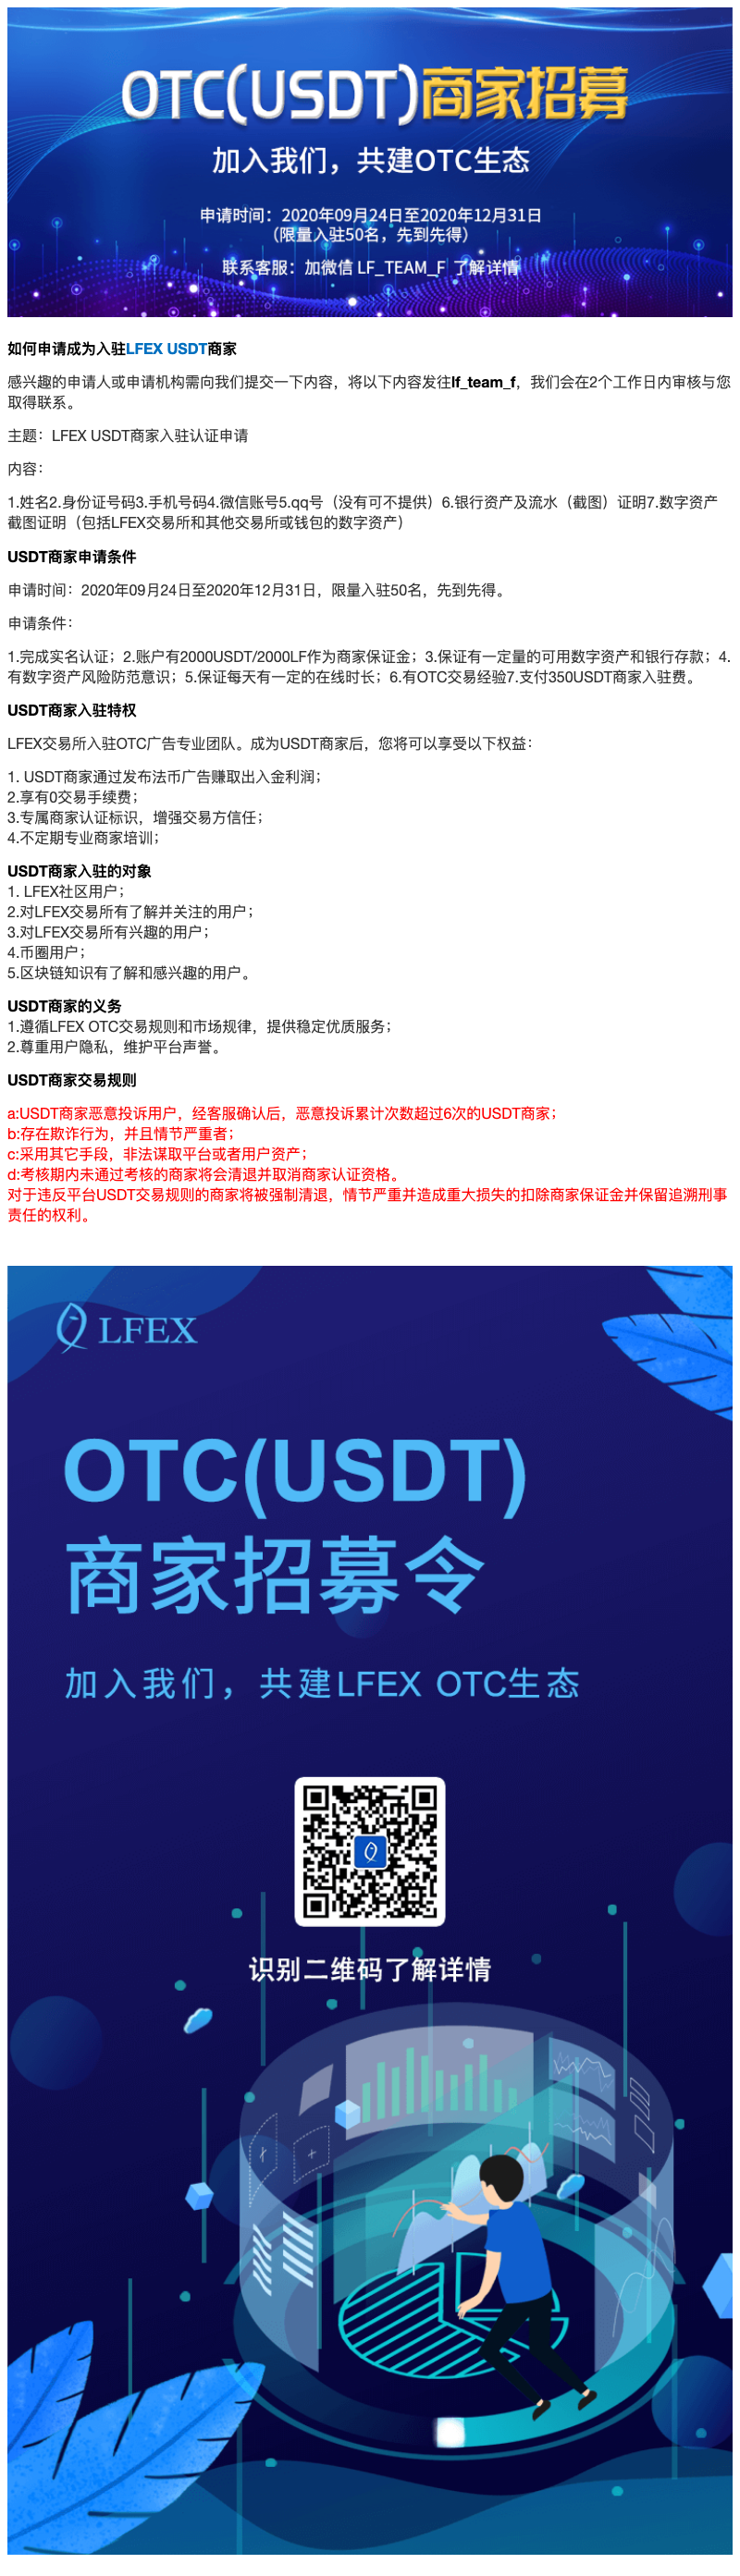 OTC(USDT)商家招募
加入我们，共建OTC生态
申请时间：2020年09月24日至2020年12月31日
（限量入驻50名，先到先得）
联系客服：加微信 LF_TEAM_F 了解详情
如何申请成为入驻LFEX USDT商家
感兴趣的申请人或申请机构需向我们提交一下内容，将以下内容发往lf_team_f，我们会在2个工作日内审核与您
取得联系。
主题：LFEX USDT商家入驻认证申请
内容：
1.姓名2.身份证号码3.手机号码4.微信账号5.qq号（没有可不提供）6.银行资产及流水（截图）证明7.数字资产
截图证明（包括LFEX交易所和其他交易所或钱包的数字资产）
USDT商家申请条件
申请时间：2020年09月24日至2020年12月31日，限量入驻50名，先到先得。
申请条件：
1.完成实名认证；2.账户有2000USDT/2000LF作为商家保证金；3.保证有一定量的可用数字资产和银行存款；4.
有数字资产风险防范意识；5.保证每天有一定的在线时长；6.有OTC交易经验7.支付350USDT商家入驻费。
USDT商家入驻特权
LFEX交易所入驻OTC广告专业团队。成为USDT商家后，您将可以享受以下权益：
1. USDT商家通过发布法币广告赚取出入金利润；
2.享有0交易手续费；
3.专属商家认证标识，增强交易方信任；
4.不定期专业商家培训；
USDT商家入驻的对象
1. LFEX社区用户；
2.对LFEX交易所有了解并关注的用户；
3.对LFEX交易所有兴趣的用户；
4.币圈用户；
5.区块链知识有了解和感兴趣的用户。
USDT商家的义务
1.遵循LFEX OTC交易规则和市场规律，提供稳定优质服务；
2.尊重用户隐私，维护平台声誉。
USDT商家交易规则
a:USDT商家恶意投诉用户，经客服确认后，恶意投诉累计次数超过6次的USDT商家；
b:存在欺诈行为，并且情节严重者；
c:采用其它手段，非法谋取平台或者用户资产；
d:考核期内未通过考核的商家将会清退并取消商家认证资格。
对于违反平台USDT交易规则的商家将被强制清退，情节严重并造成重大损失的扣除商家保证金并保留追溯刑事
责任的权利。
LFEX
OTC(USDT)
商家招募令
加入我们，共建LFEX OTC生态
识别二维码了解详情